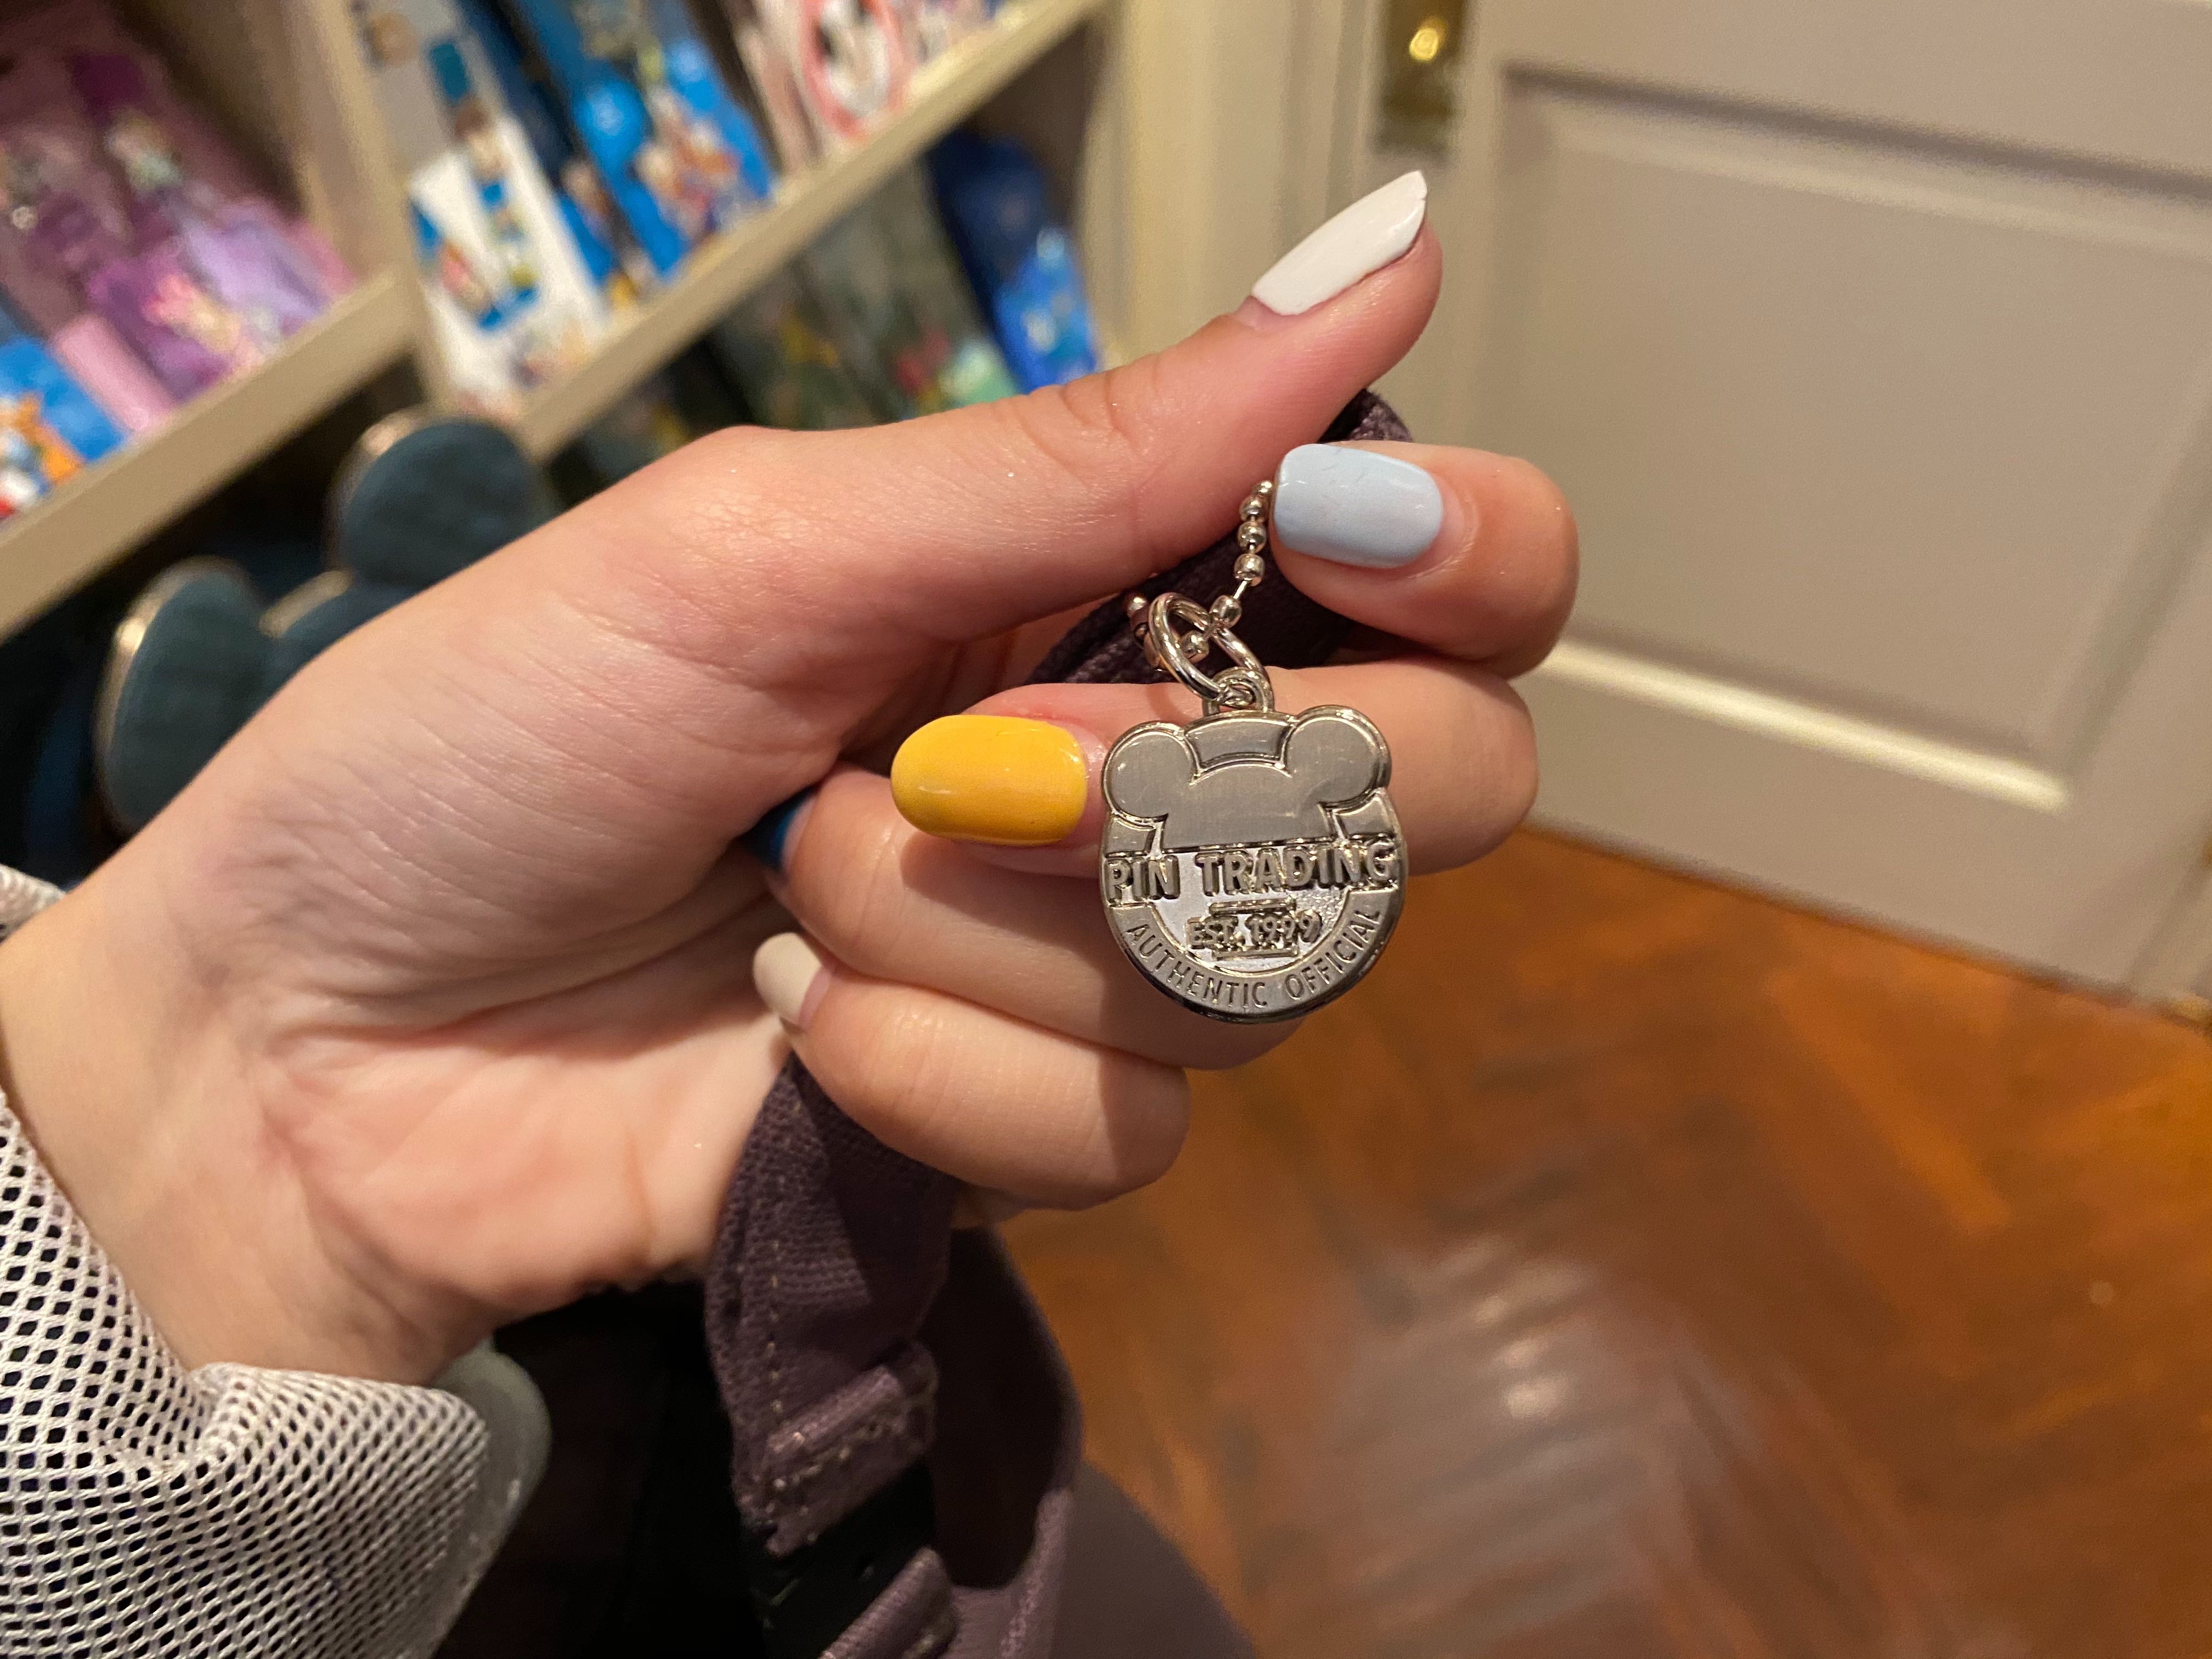 PIN TRADING
EST. 1999
AUTHENTIC OFFICIAL